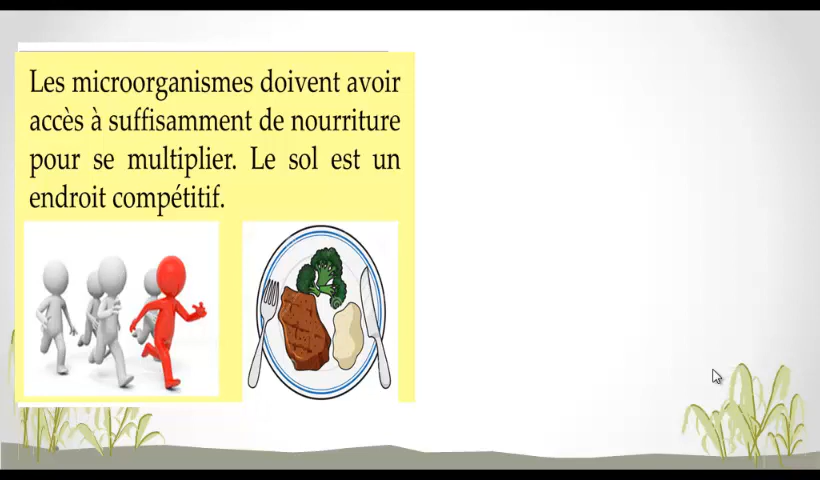 Les microorganismes doivent avoir
accès à suffisamment de nourriture
pour se multiplier. Le sol est un
endroit compétitif.